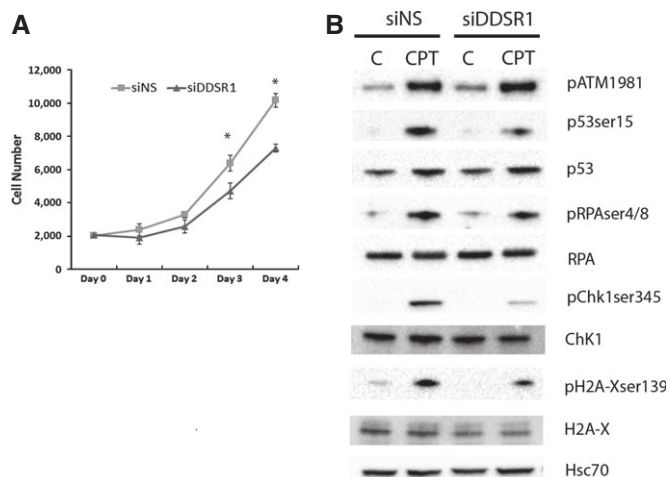 A
siNS siDDSR1
12,000
10,000
8,000
6,000
4,000
2,000
0
Cell Number
* *
Day 0 Day 1 Day 2 Day 3 Day 4
B
siNS siDDSR1
C CPT C CPT
pATM1981
p53ser15
p53
pRPAser4/8
RPA
pChk1ser345
ChK1
pH2A-Xser139
H2A-X
Hsc70